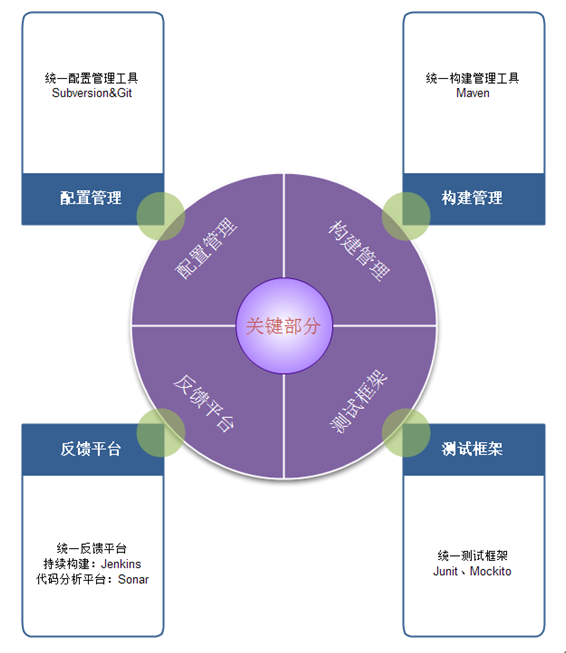 统一配置管理工具
Subversion&Git
配置管理
统一构建管理工具
Maven
构建管理
配置管理
构建管理
关键部分
反馈平台
测试框架
反馈平台
统一反馈平台
持续构建：Jenkins
代码分析平台：Sonar
测试框架
统一测试框架
Junit、Mockito